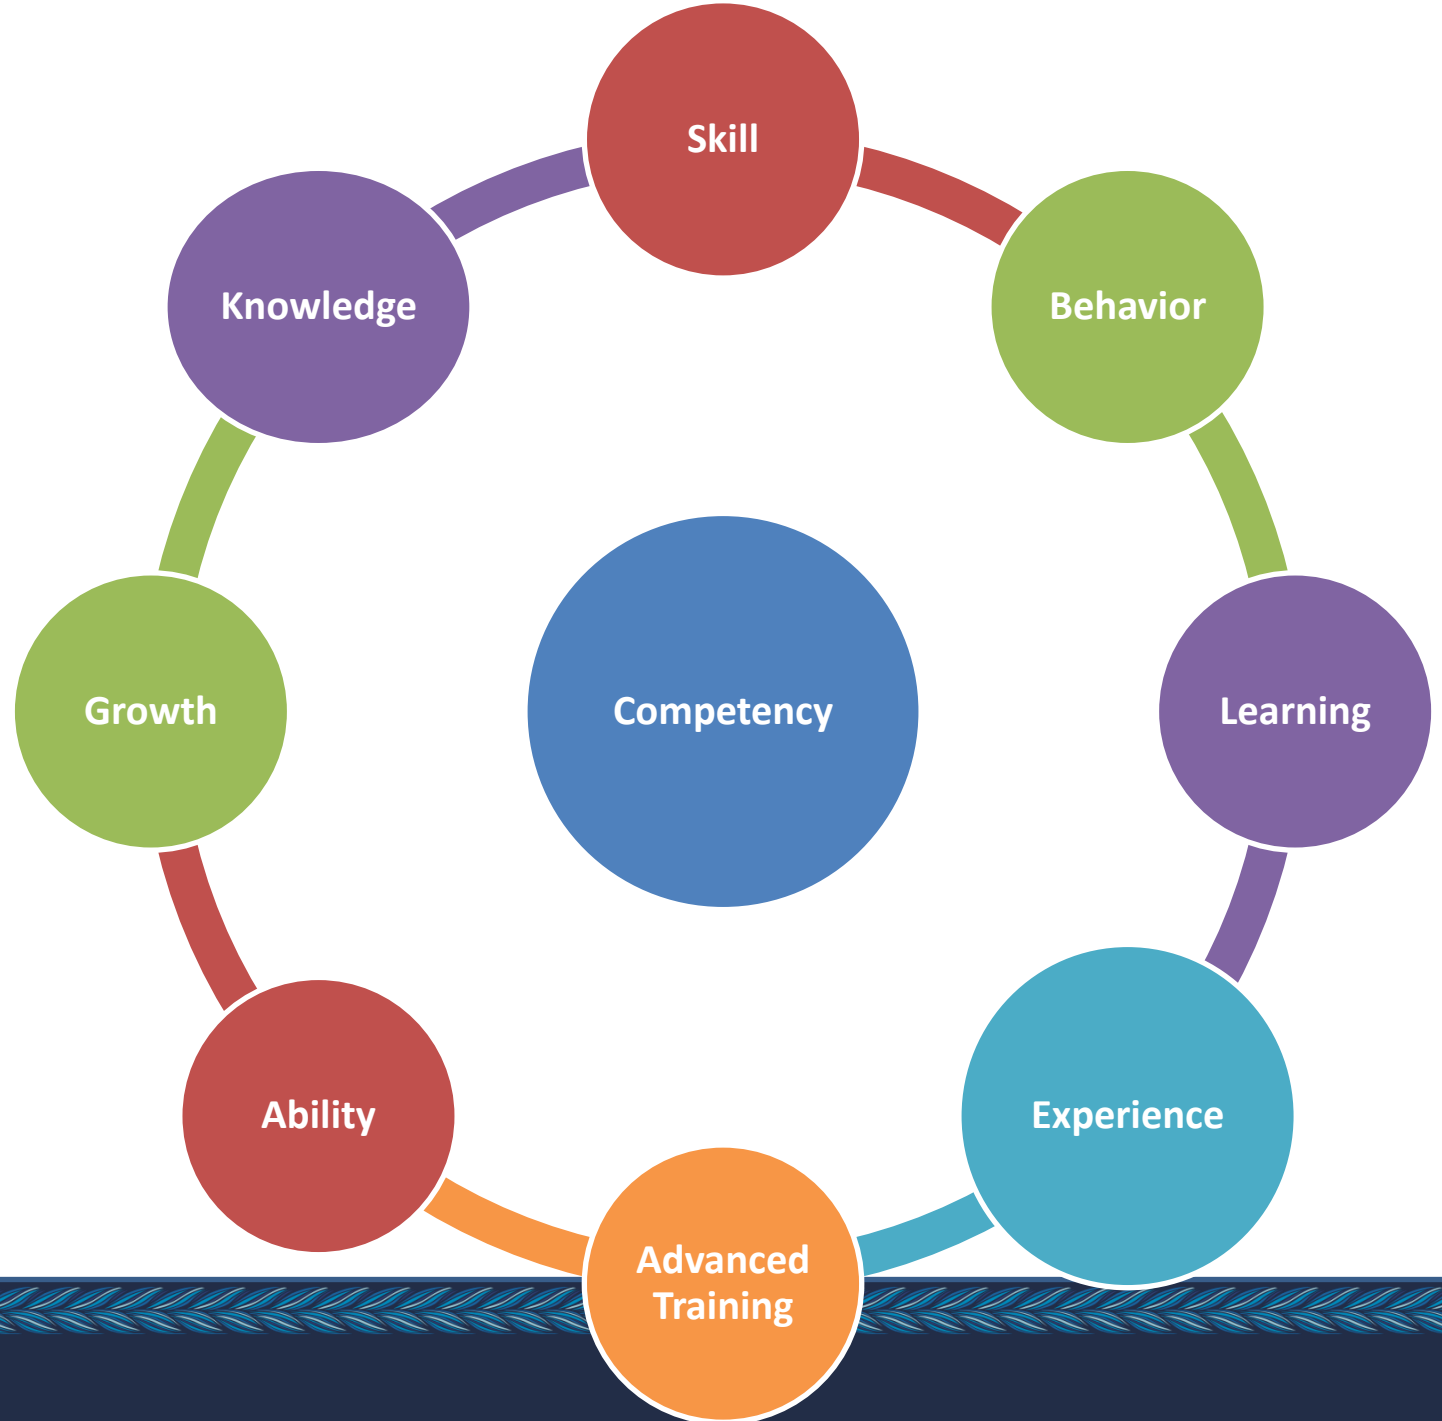 Skill
Knowledge
Behavior
Growth
Competency
Learning
Ability
Experience
Advanced
Training